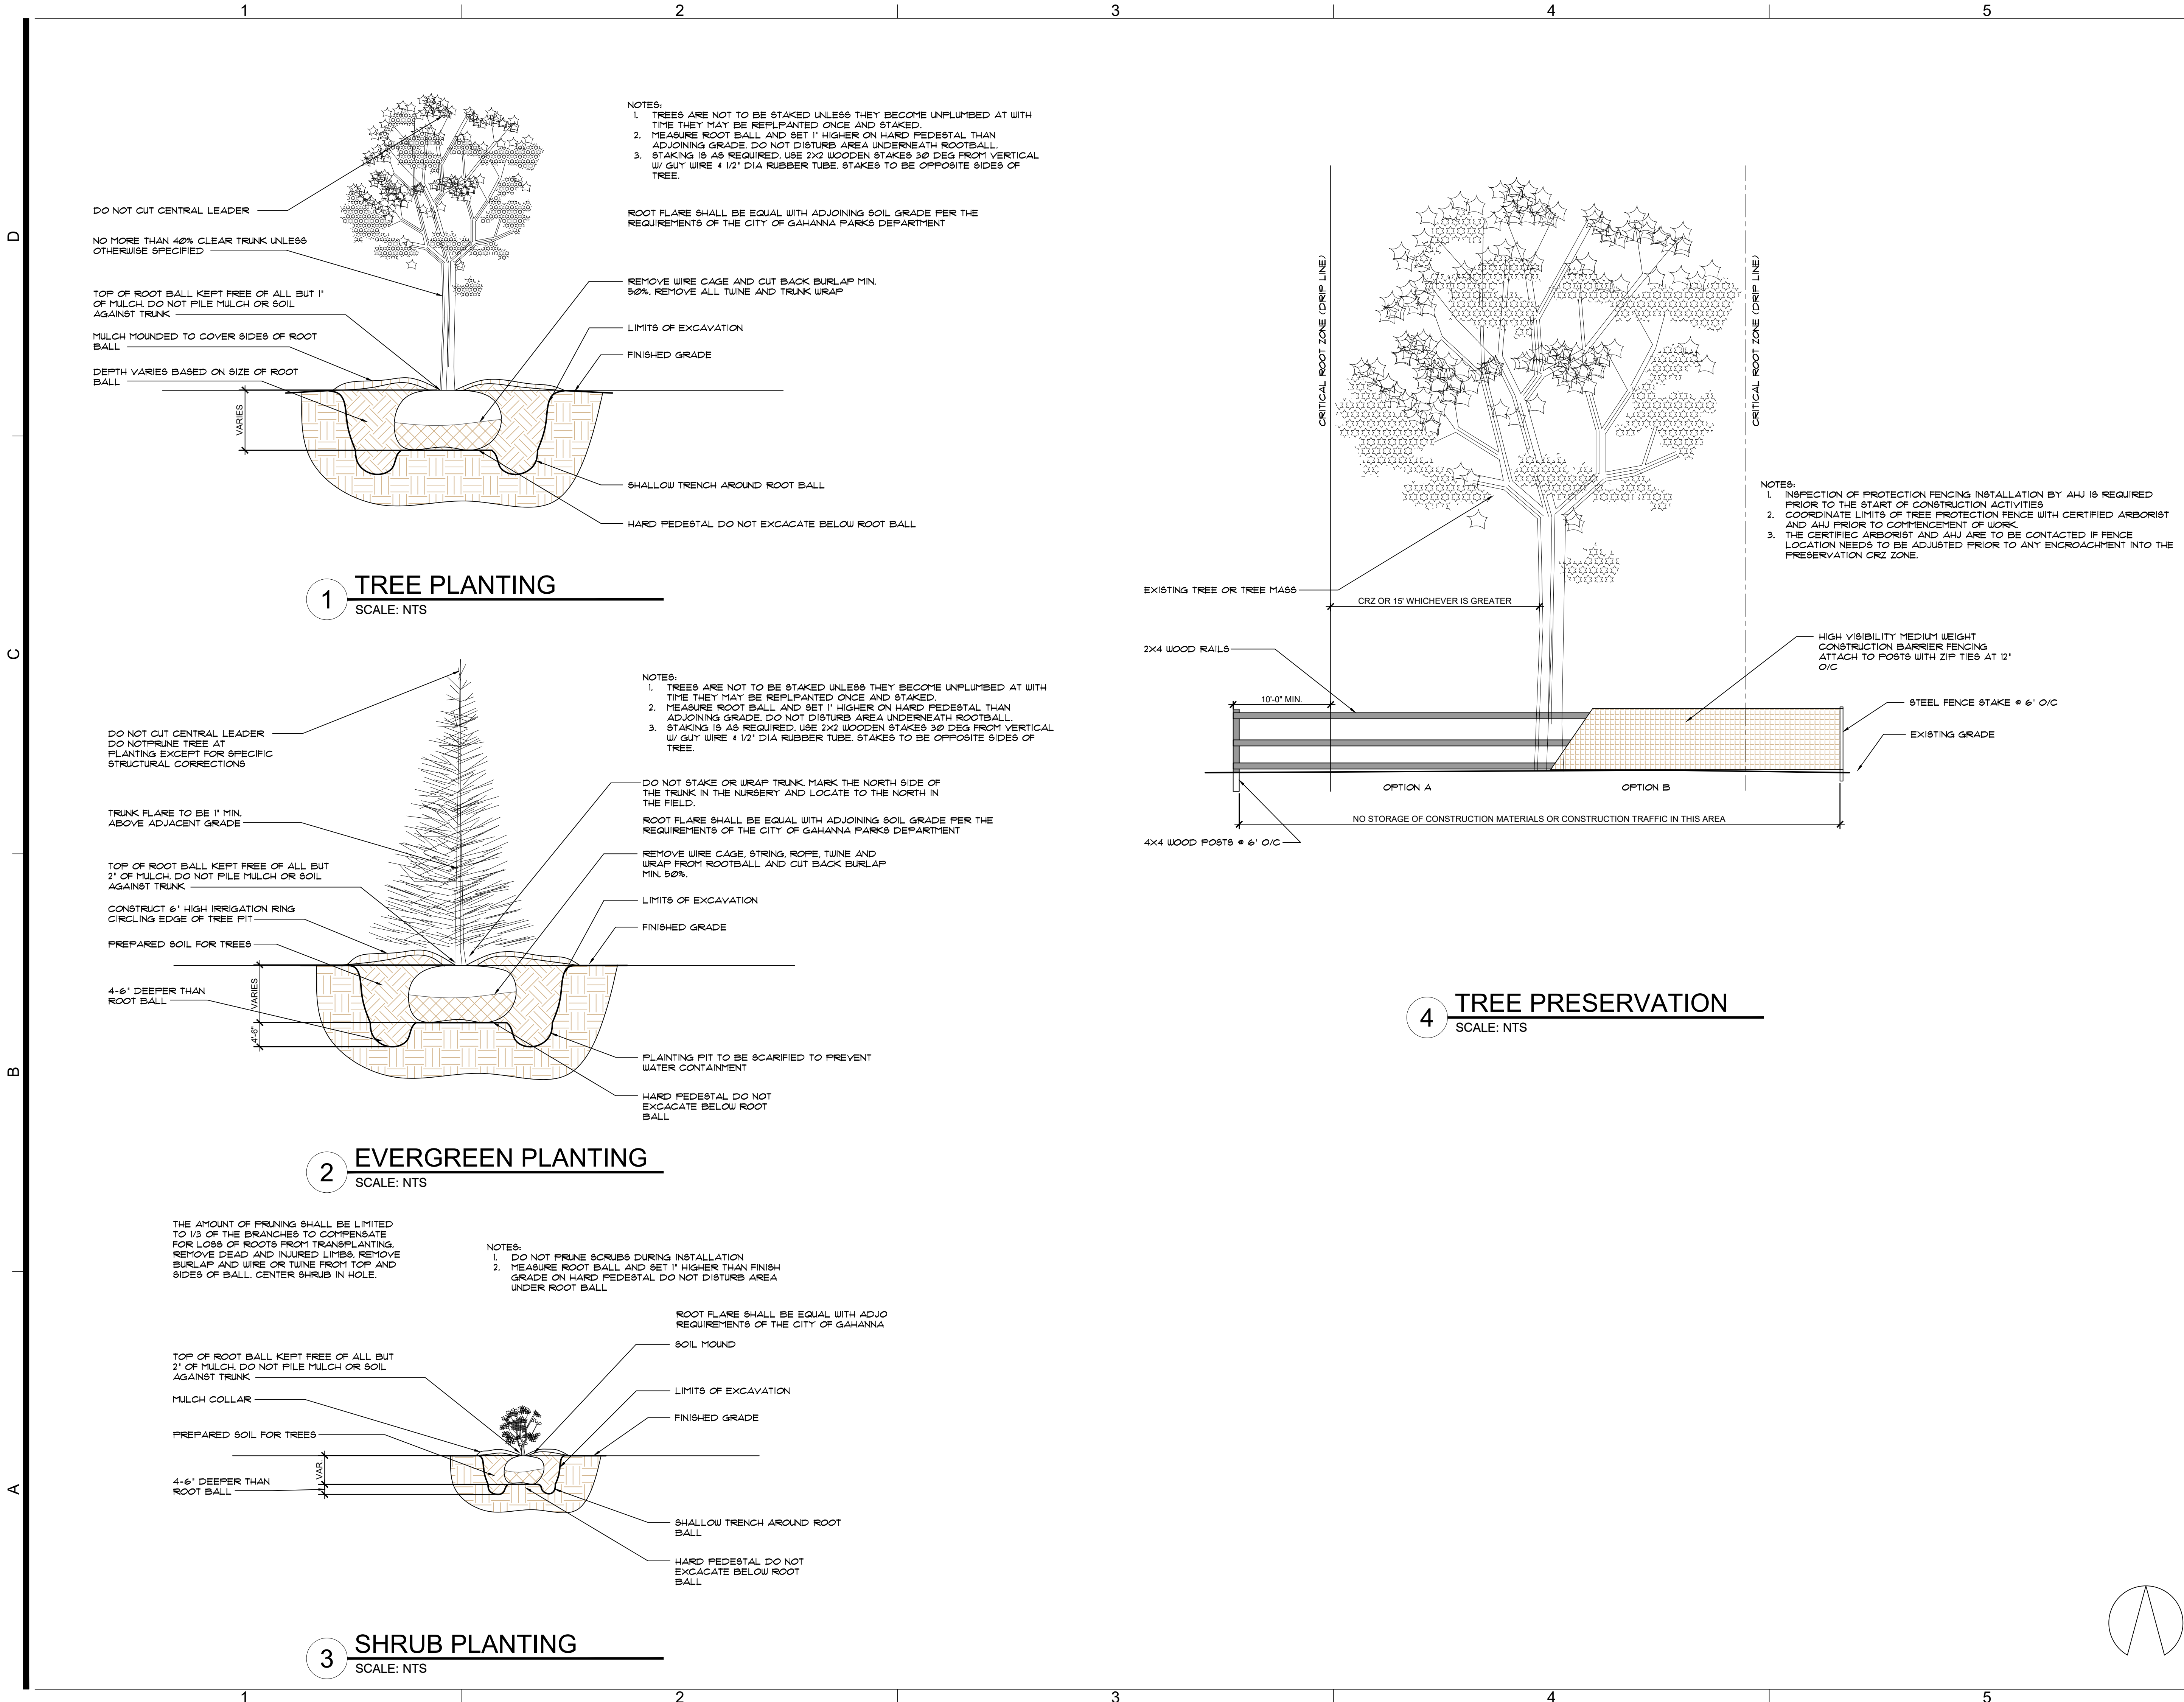 1 2 3 4 5
D
C
B
A
DO NOT CUT CENTRAL LEADER
NO MORE THAN 40% CLEAR TRUNK UNLESS
OTHERWISE SPECIFIED
TOP OF ROOT BALL KEPT FREE OF ALL BUT 1"
OF MULCH. DO NOT PILE MULCH OR SOIL
AGAINST TRUNK
MULCH MOUNDED TO COVER SIDES OF ROOT
BALL
DEPTH VARIES BASED ON SIZE OF ROOT
BALL
VARIES
NOTES:
1. TREES ARE NOT TO BE STAKED UNLESS THEY BECOME UNPLUMBED AT WITH
TIME THEY MAY BE REPLPANTED ONCE AND STAKED.
2. MEASURE ROOT BALL AND SET 1" HIGHER ON HARD PEDESTAL THAN
ADJOINING GRADE. DO NOT DISTURB AREA UNDERNEATH ROOTBALL.
3. STAKING IS AS REQUIRED. USE 2X2 WOODEN STAKES 30 DEG FROM VERTICAL
W/ GUY WIRE & 1/2" DIA RUBBER TUBE. STAKES TO BE OPPOSITE SIDES OF
TREE.
ROOT FLARE SHALL BE EQUAL WITH ADJOINING SOIL GRADE PER THE
REQUIREMENTS OF THE CITY OF GAHANNA PARKS DEPARTMENT
REMOVE WIRE CAGE AND CUT BACK BURLAP MIN.
50%. REMOVE ALL TWINE AND TRUNK WRAP
LIMITS OF EXCAVATION
FINISHED GRADE
SHALLOW TRENCH AROUND ROOT BALL
HARD PEDESTAL DO NOT EXCACATE BELOW ROOT BALL
1 TREE PLANTING
SCALE: NTS
DO NOT CUT CENTRAL LEADER
DO NOTPRUNE TREE AT
PLANTING EXCEPT FOR SPECIFIC
STRUCTURAL CORRECTIONS
TRUNK FLARE TO BE 1" MIN.
ABOVE ADJACENT GRADE
TOP OF ROOT BALL KEPT FREE OF ALL BUT
2" OF MULCH. DO NOT PILE MULCH OR SOIL
AGAINST TRUNK
CONSTRUCT 6" HIGH IRRIGATION RING
CIRCLING EDGE OF TREE PIT
PREPARED SOIL FOR TREES
4-6" DEEPER THAN
ROOT BALL
VARIES
4'-6"
NOTES:
1. TREES ARE NOT TO BE STAKED UNLESS THEY BECOME UNPLUMBED AT WITH
TIME THEY MAY BE REPLPANTED ONCE AND STAKED.
2. MEASURE ROOT BALL AND SET 1" HIGHER ON HARD PEDESTAL THAN
ADJOINING GRADE. DO NOT DISTURB AREA UNDERNEATH ROOTBALL.
3. STAKING IS AS REQUIRED. USE 2X2 WOODEN STAKES 30 DEG FROM VERTICAL
W/ GUY WIRE & 1/2" DIA RUBBER TUBE. STAKES TO BE OPPOSITE SIDES OF
TREE.
DO NOT STAKE OR WRAP TRUNK. MARK THE NORTH SIDE OF
THE TRUNK IN THE NURSERY AND LOCATE TO THE NORTH IN
THE FIELD.
ROOT FLARE SHALL BE EQUAL WITH ADJOINING SOIL GRADE PER THE
REQUIREMENTS OF THE CITY OF GAHANNA PARKS DEPARTMENT
REMOVE WIRE CAGE, STRING, ROPE, TWINE AND
WRAP FROM ROOTBALL AND CUT BACK BURLAP
MIN. 50%.
LIMITS OF EXCAVATION
FINISHED GRADE
PLAINTING PIT TO BE SCARIFIED TO PREVENT
WATER CONTAINMENT
HARD PEDESTAL DO NOT
EXCACATE BELOW ROOT
BALL
2 EVERGREEN PLANTING
SCALE: NTS
THE AMOUNT OF PRUNING SHALL BE LIMITED
TO 1/3 OF THE BRANCHES TO COMPENSATE
FOR LOSS OF ROOTS FROM TRANSPLANTING.
REMOVE DEAD AND INJURED LIMBS. REMOVE
BURLAP AND WIRE OR TWINE FROM TOP AND
SIDES OF BALL. CENTER SHRUB IN HOLE.
NOTES:
1. DO NOT PRUNE SCRUBS DURING INSTALLATION
2. MEASURE ROOT BALL AND SET 1" HIGHER THAN FINISH
GRADE ON HARD PEDESTAL DO NOT DISTURB AREA
UNDER ROOT BALL
ROOT FLARE SHALL BE EQUAL WITH ADJO
REQUIREMENTS OF THE CITY OF GAHANNA
SOIL MOUND
TOP OF ROOT BALL KEPT FREE OF ALL BUT
2" OF MULCH. DO NOT PILE MULCH OR SOIL
AGAINST TRUNK
MULCH COLLAR
PREPARED SOIL FOR TREES
4-6" DEEPER THAN
ROOT BALL
VAR.
LIMITS OF EXCAVATION
FINISHED GRADE
SHALLOW TRENCH AROUND ROOT
BALL
HARD PEDESTAL DO NOT
EXCACATE BELOW ROOT
BALL
3 SHRUB PLANTING
SCALE: NTS
CRITICAL ROOT ZONE (DRIP LINE)
CRITICAL ROOT ZONE (DRIP LINE)
NOTES:
1. INSPECTION OF PROTECTION FENCING INSTALLATION BY AHJ IS REQUIRED
PRIOR TO THE START OF CONSTRUCTION ACTIVITIES
2. COORDINATE LIMITS OF TREE PROTECTION FENCE WITH CERTIFIED ARBORIST
AND AHJ PRIOR TO COMMENCEMENT OF WORK.
3. THE CERTIFIEC ARBORIST AND AHJ ARE TO BE CONTACTED IF FENCE
LOCATION NEEDS TO BE ADJUSTED PRIOR TO ANY ENCROACHMENT INTO THE
PRESERVATION CRZ ZONE.
EXISTING TREE OR TREE MASS
CRZ OR 15' WHICHEVER IS GREATER
2X4 WOOD RAILS
10'-0" MIN.
HIGH VISIBILITY MEDIUM WEIGHT
CONSTRUCTION BARRIER FENCING
ATTACH TO POSTS WITH ZIP TIES AT 12"
O/C
STEEL FENCE STAKE @ 6' O/C
EXISTING GRADE
OPTION A
OPTION B
NO STORAGE OF CONSTRUCTION MATERIALS OR CONSTRUCTION TRAFFIC IN THIS AREA
4X4 WOOD POSTS @ 6' O/C
4 TREE PRESERVATION
SCALE: NTS
1 2 3 4 5